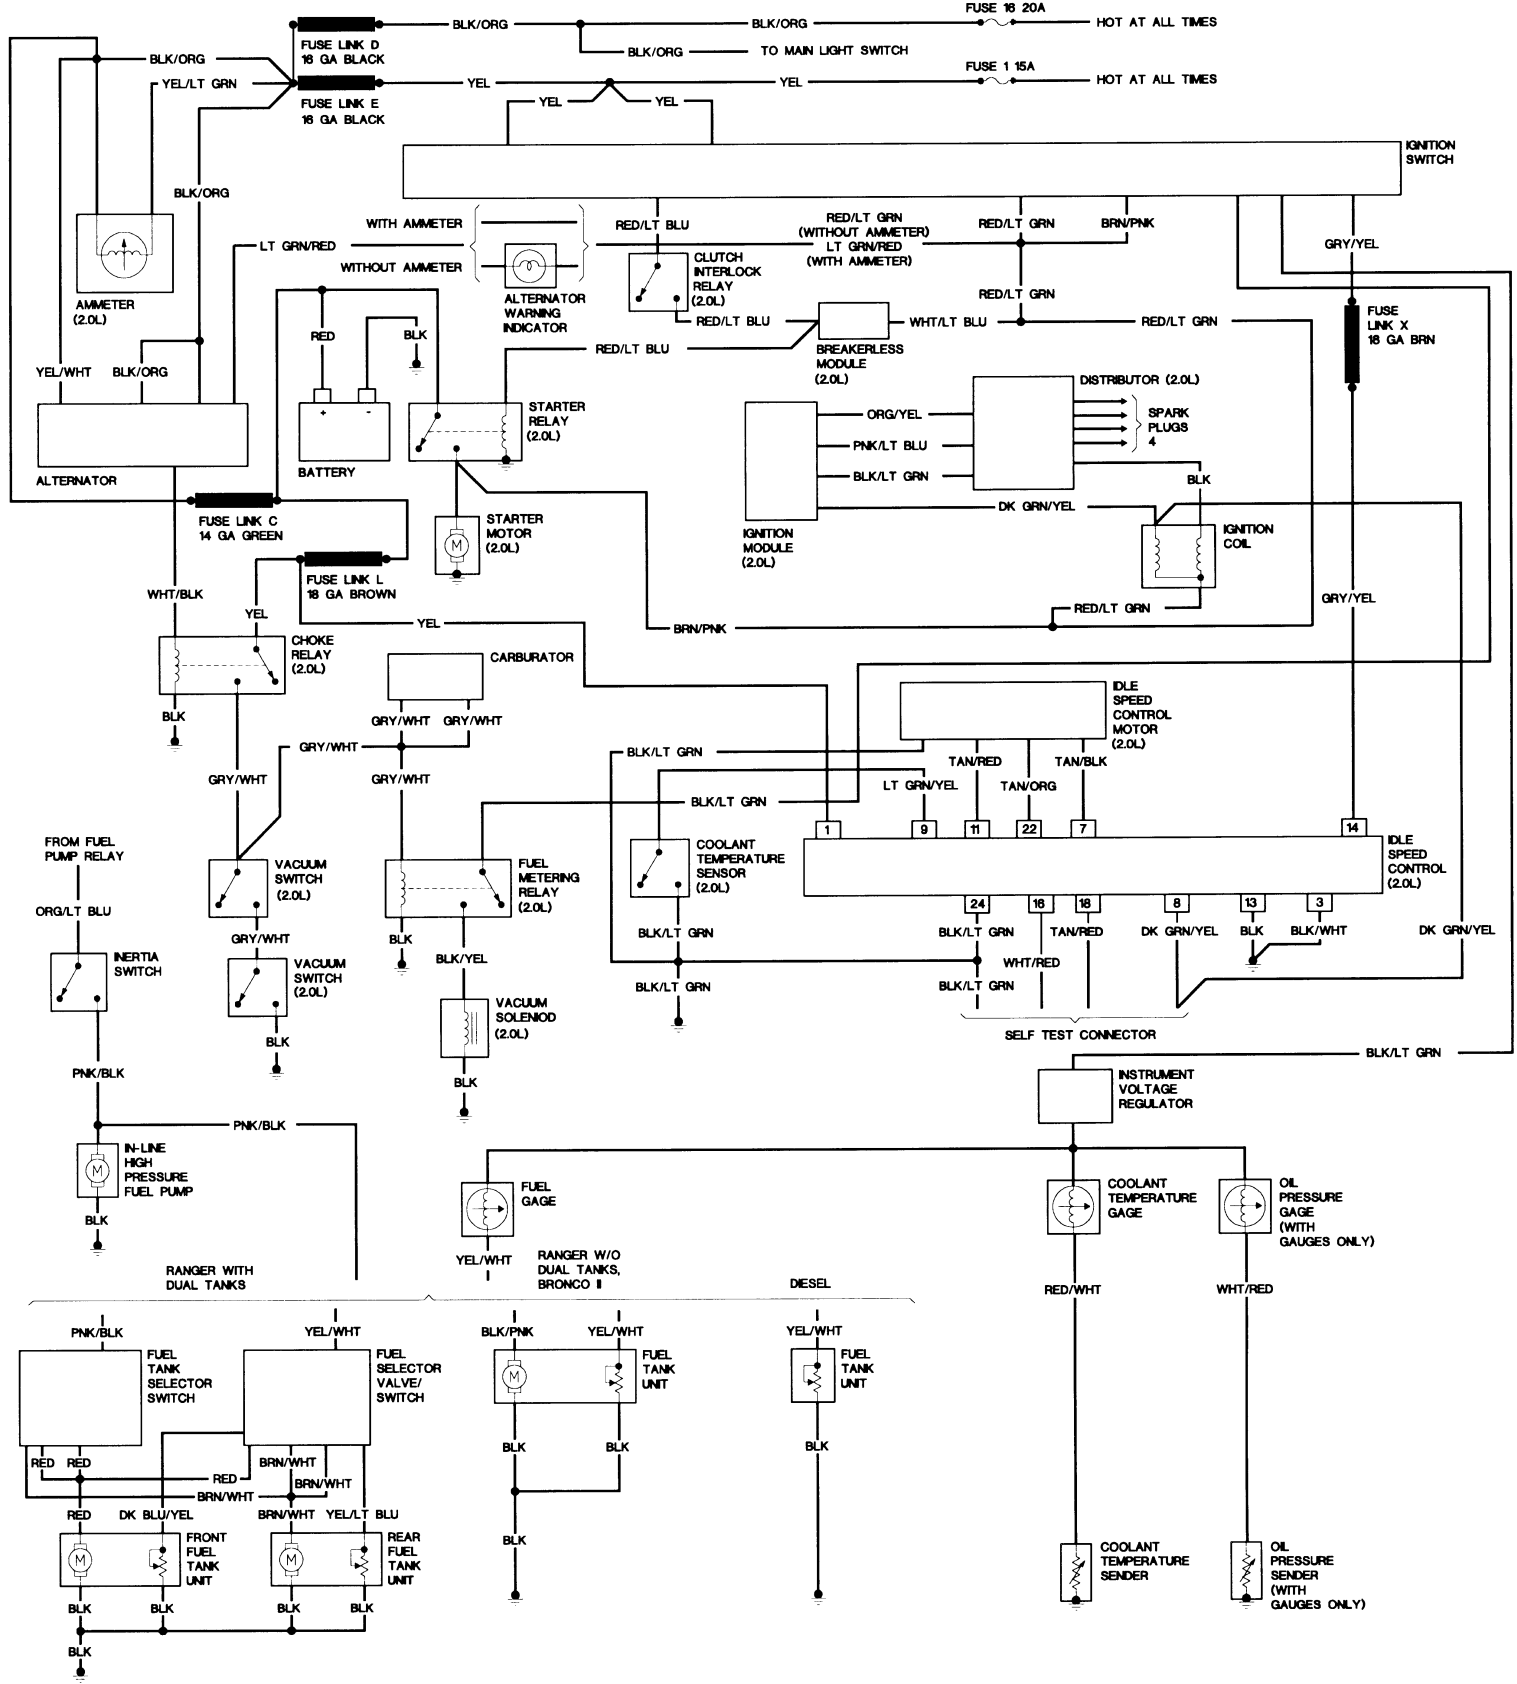 FUSE 16 20A
BLK/ORG
BLK/ORG
HOT AT ALL TIMES
FUSE LINK D
16 GA BLACK
BLK/ORG
TO MAIN LIGHT SWITCH
BLK/ORG
FUSE 1 15A
YEL/LT GRN
YEL
YEL
HOT AT ALL TIMES
FUSE LINK E
16 GA BLACK
YEL
YEL
IGNITION
SWITCH
BLK/ORG
WITH AMMETER
RED/LT BLU
RED/LT GRN
(WITHOUT AMMETER)
LT GRN/RED
(WITH AMMETER)
RED/LT GRN
BRN/PNK
GRY/YEL
LT GRN/RED
WITHOUT AMMETER
CLUTCH
INTERLOCK
RELAY
(2.0L)
AMMETER
(2.0L)
ALTERNATOR
WARNING
INDICATOR
RED/LT GRN
RED
BLK
RED/LT BLU
WHT/LT BLU
RED/LT GRN
FUSE
LINK X
18 GA BRN
RED/LT BLU
BREAKERLESS
MODULE
(2.0L)
YEL/WHT
BLK/ORG
DISTRIBUTOR (2.0L)
+
-
STARTER
RELAY
(2.0L)
ORG/YEL
SPARK
PLUGS
4
PNK/LT BLU
BATTERY
ALTERNATOR
BLK/LT GRN
BLK
DK GRN/YEL
FUSE LINK C
14 GA GREEN
STARTER
MOTOR
(2.0L)
M
IGNITION
MODULE
(2.0L)
IGNITION
COIL
FUSE LINK L
18 GA BROWN
WHT/BLK
YEL
GRY/YEL
RED/LT GRN
YEL
BRN/PNK
CHOKE
RELAY
(2.0L)
CARBURATOR
BLK
GRY/WHT
GRY/WHT
IDLE
SPEED
CONTROL
MOTOR
(2.0L)
GRY/WHT
BLK/LT GRN
TAN/RED
TAN/BLK
GRY/WHT
GRY/WHT
LT GRN/YEL
TAN/ORG
BLK/LT GRN
1
9
11
22
7
14
FROM FUEL
PUMP RELAY
COOLANT
TEMPERATURE
SENSOR
(2.0L)
IDLE
SPEED
CONTROL
(2.0L)
VACUUM
SWITCH
(2.0L)
FUEL
METERING
RELAY
(2.0L)
ORG/LT BLU
24
16
18
8
13
3
GRY/WHT
BLK
BLK/LT GRN
BLK/LT GRN
TAN/RED
DK GRN/YEL
BLK
BLK/WHT
DK GRN/YEL
INERTIA
SWITCH
VACUUM
SWITCH
(2.0L)
BLK/YEL
WHT/RED
BLK/LT GRN
BLK/LT GRN
VACUUM
SOLENIOD
(2.0L)
BLK
SELF TEST CONNECTOR
BLK/LT GRN
PNK/BLK
BLK
INSTRUMENT
VOLTAGE
REGULATOR
PNK/BLK
IN-LINE
HIGH
PRESSURE
FUEL PUMP
M
FUEL
GAGE
COOLANT
TEMPERATURE
GAGE
OIL
PRESSURE
GAGE
(WITH
GAUGES ONLY)
BLK
YEL/WHT
RANGER W/O
DUAL TANKS,
BRONCO II
RANGER WITH
DUAL TANKS
DIESEL
RED/WHT
WHT/RED
PNK/BLK
YEL/WHT
BLK/PNK
YEL/WHT
YEL/WHT
FUEL
TANK
SELECTOR
SWITCH
FUEL
SELECTOR
VALVE/
SWITCH
M
FUEL
TANK
UNIT
FUEL
TANK
UNIT
RED
RED
BRN/WHT
BLK
BLK
BLK
RED
BRN/WHT
BRN/WHT
RED
DK BLU/YEL
BRN/WHT
YEL/LT BLU
M
FRONT
FUEL
TANK
UNIT
M
REAR
FUEL
TANK
UNIT
BLK
COOLANT
TEMPERATURE
SENDER
OIL
PRESSURE
SENDER
(WITH
GAUGES ONLY)
BLK
BLK
BLK
BLK
BLK